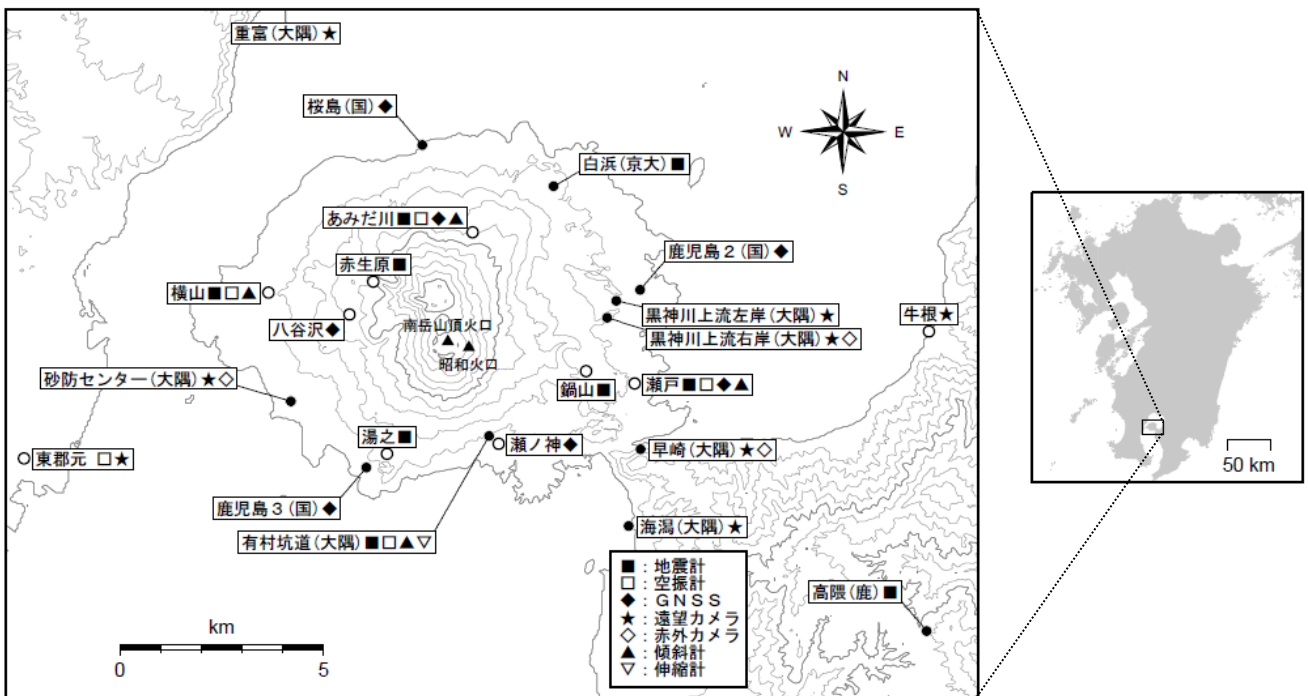 重富(大隅)★
桜島(国)◆
N
W E
S
白浜(京大)■
あみだ川■□◆▲
鹿児島2(国)◆
赤生原■
横山■□▲
黒神川上流左岸(大隅)★
牛根★
八谷沢◆
南岳山頂火口
黒神川上流右岸(大隅)★◇
昭和火口
砂防センター(大隅)★◇
鍋山■
瀬戸■□◆▲
湯之■
瀬ノ神◆
早崎(大隅)★◇
東郡元 □★
50 km
鹿児島3(国)◆
海潟(大隅)★
有村坑道(大隅)■□▲▽
■:地震計
□:空振計
◆:GNSS
★:遠望カメラ
◇:赤外カメラ
▲:傾斜計
▽:伸縮計
高隈(鹿)■
km
0 5